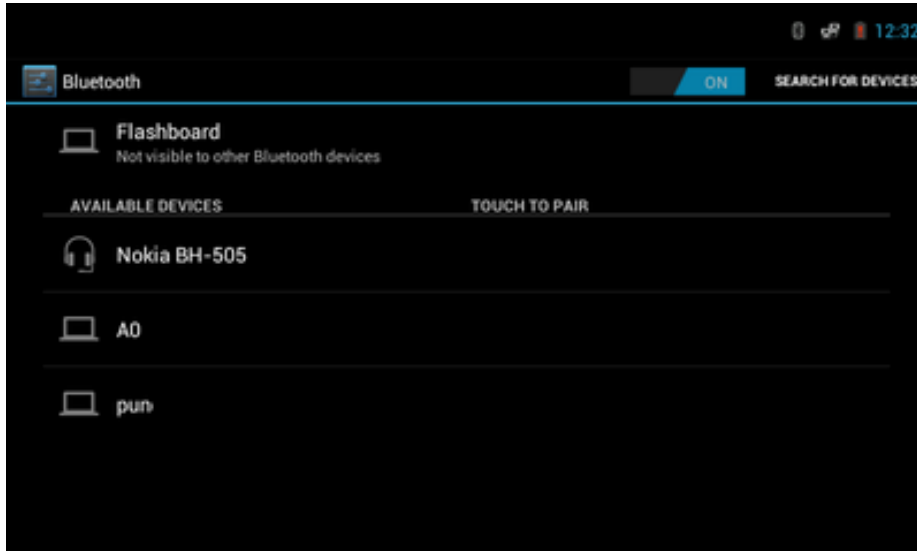 12:32
Bluetooth ON SEARCH FOR DEVICES
Flashboard
Not visible to other Bluetooth devices
AVAILABLE DEVICES TOUCH TO PAIR
Nokia BH-505
A0
pun